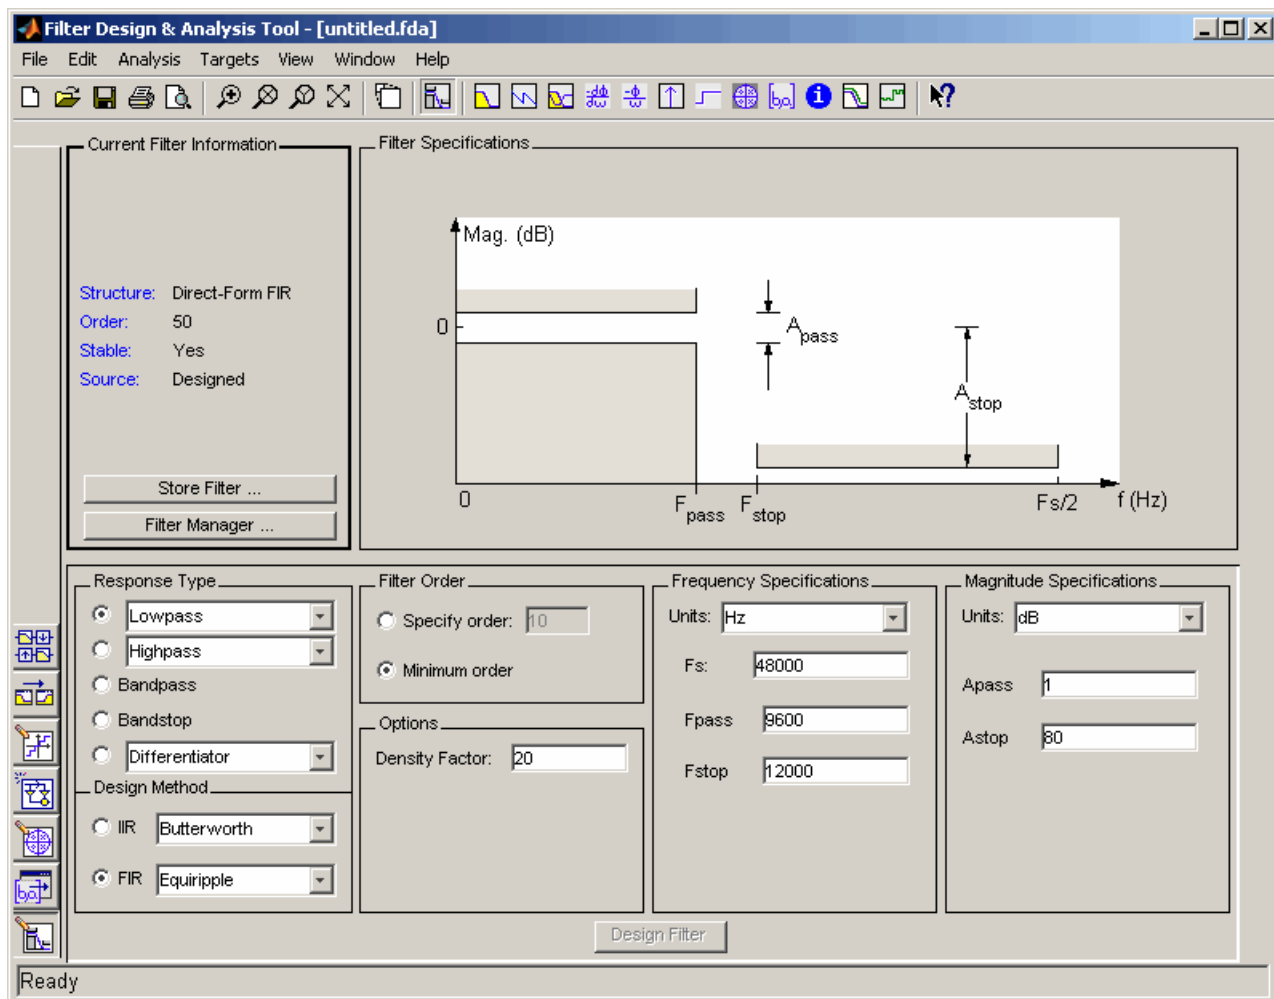 Filter Design & Analysis Tool - [untitled.fda]
File Edit Analysis Targets View Window Help
Current Filter Information
Structure: Direct-Form FIR
Order: 50
Stable: Yes
Source: Designed
Store Filter ...
Filter Manager ...
Filter Specifications
Mag. (dB)
0
Apass
Astop
0
Fpass
Fstop
Fs/2
f (Hz)
Response Type
Lowpass
Highpass
Bandpass
Bandstop
Differentiator
Design Method
IIR Butterworth
FIR Equiripple
Filter Order
Specify order: 10
Minimum order
Options
Density Factor: 20
Frequency Specifications
Units: Hz
Fs: 48000
Fpass 9600
Fstop 12000
Magnitude Specifications
Units: dB
Apass 1
Astop 80
Design Filter
Ready